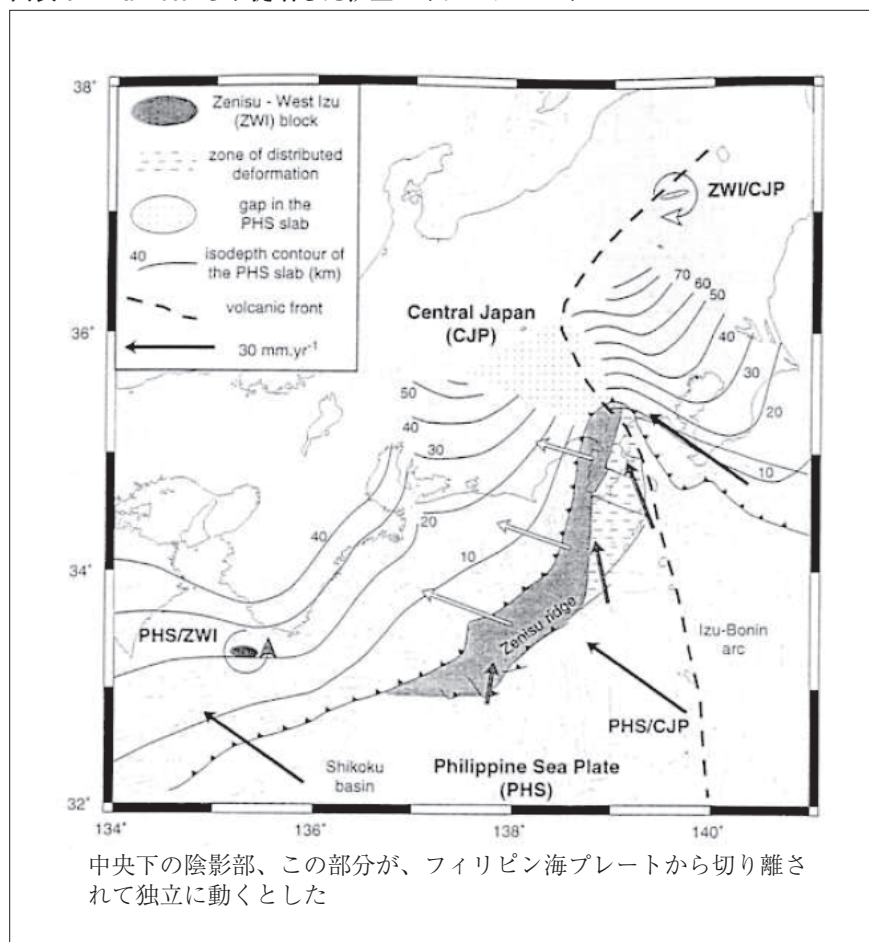 38°
36°
34°
32°
134°
136°
138°
140°
Zenisu - West Izu
(ZWI) block
zone of distributed
deformation
gap in the
PHS slab
40
isodepth contour of
the PHS slab (km)
volcanic front
30 mm.yr-1
ZWI/CJP
Central Japan
(CJP)
70
60
50
40
30
20
10
50
40
30
20
10
40
PHS/ZWI
A
Zenisu ridge
Izu-Bonin
arc
PHS/CJP
Shikoku
basin
Philippine Sea Plate
(PHS)
中央下の陰影部、この部分が、フィリピン海プレートから切り離さ
れて独立に動くとした